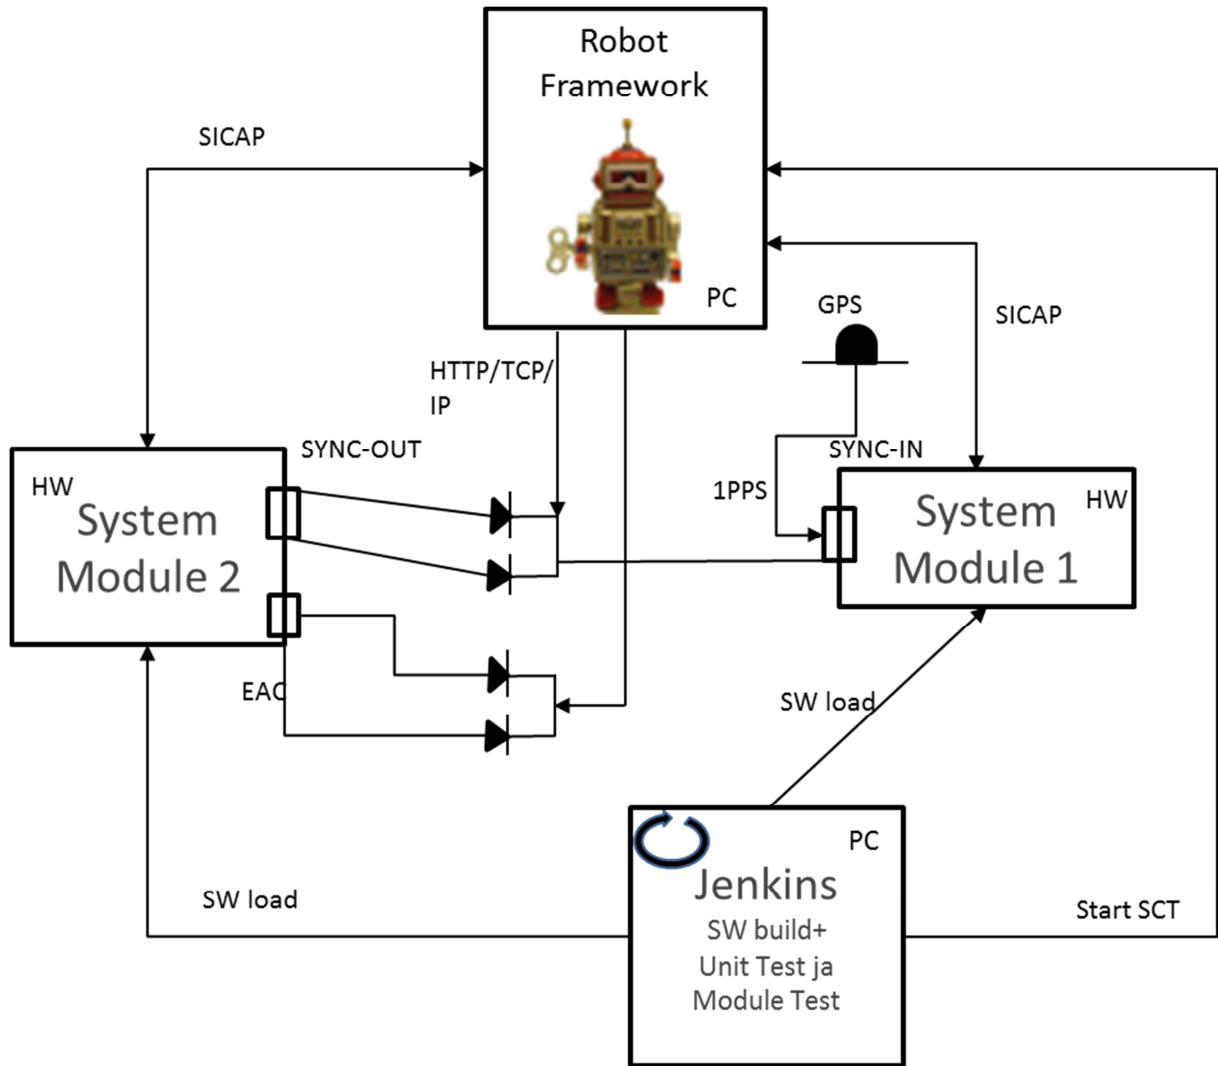 Robot
Framework
PC
SICAP
GPS
SICAP
HTTP/TCP/
IP
SYNC-OUT
SYNC-IN
HW
System
Module 2
1PPS
System
Module 1
HW
EAC
SW load
SW load
PC
Jenkins
SW build+
Unit Test ja
Module Test
Start SCT